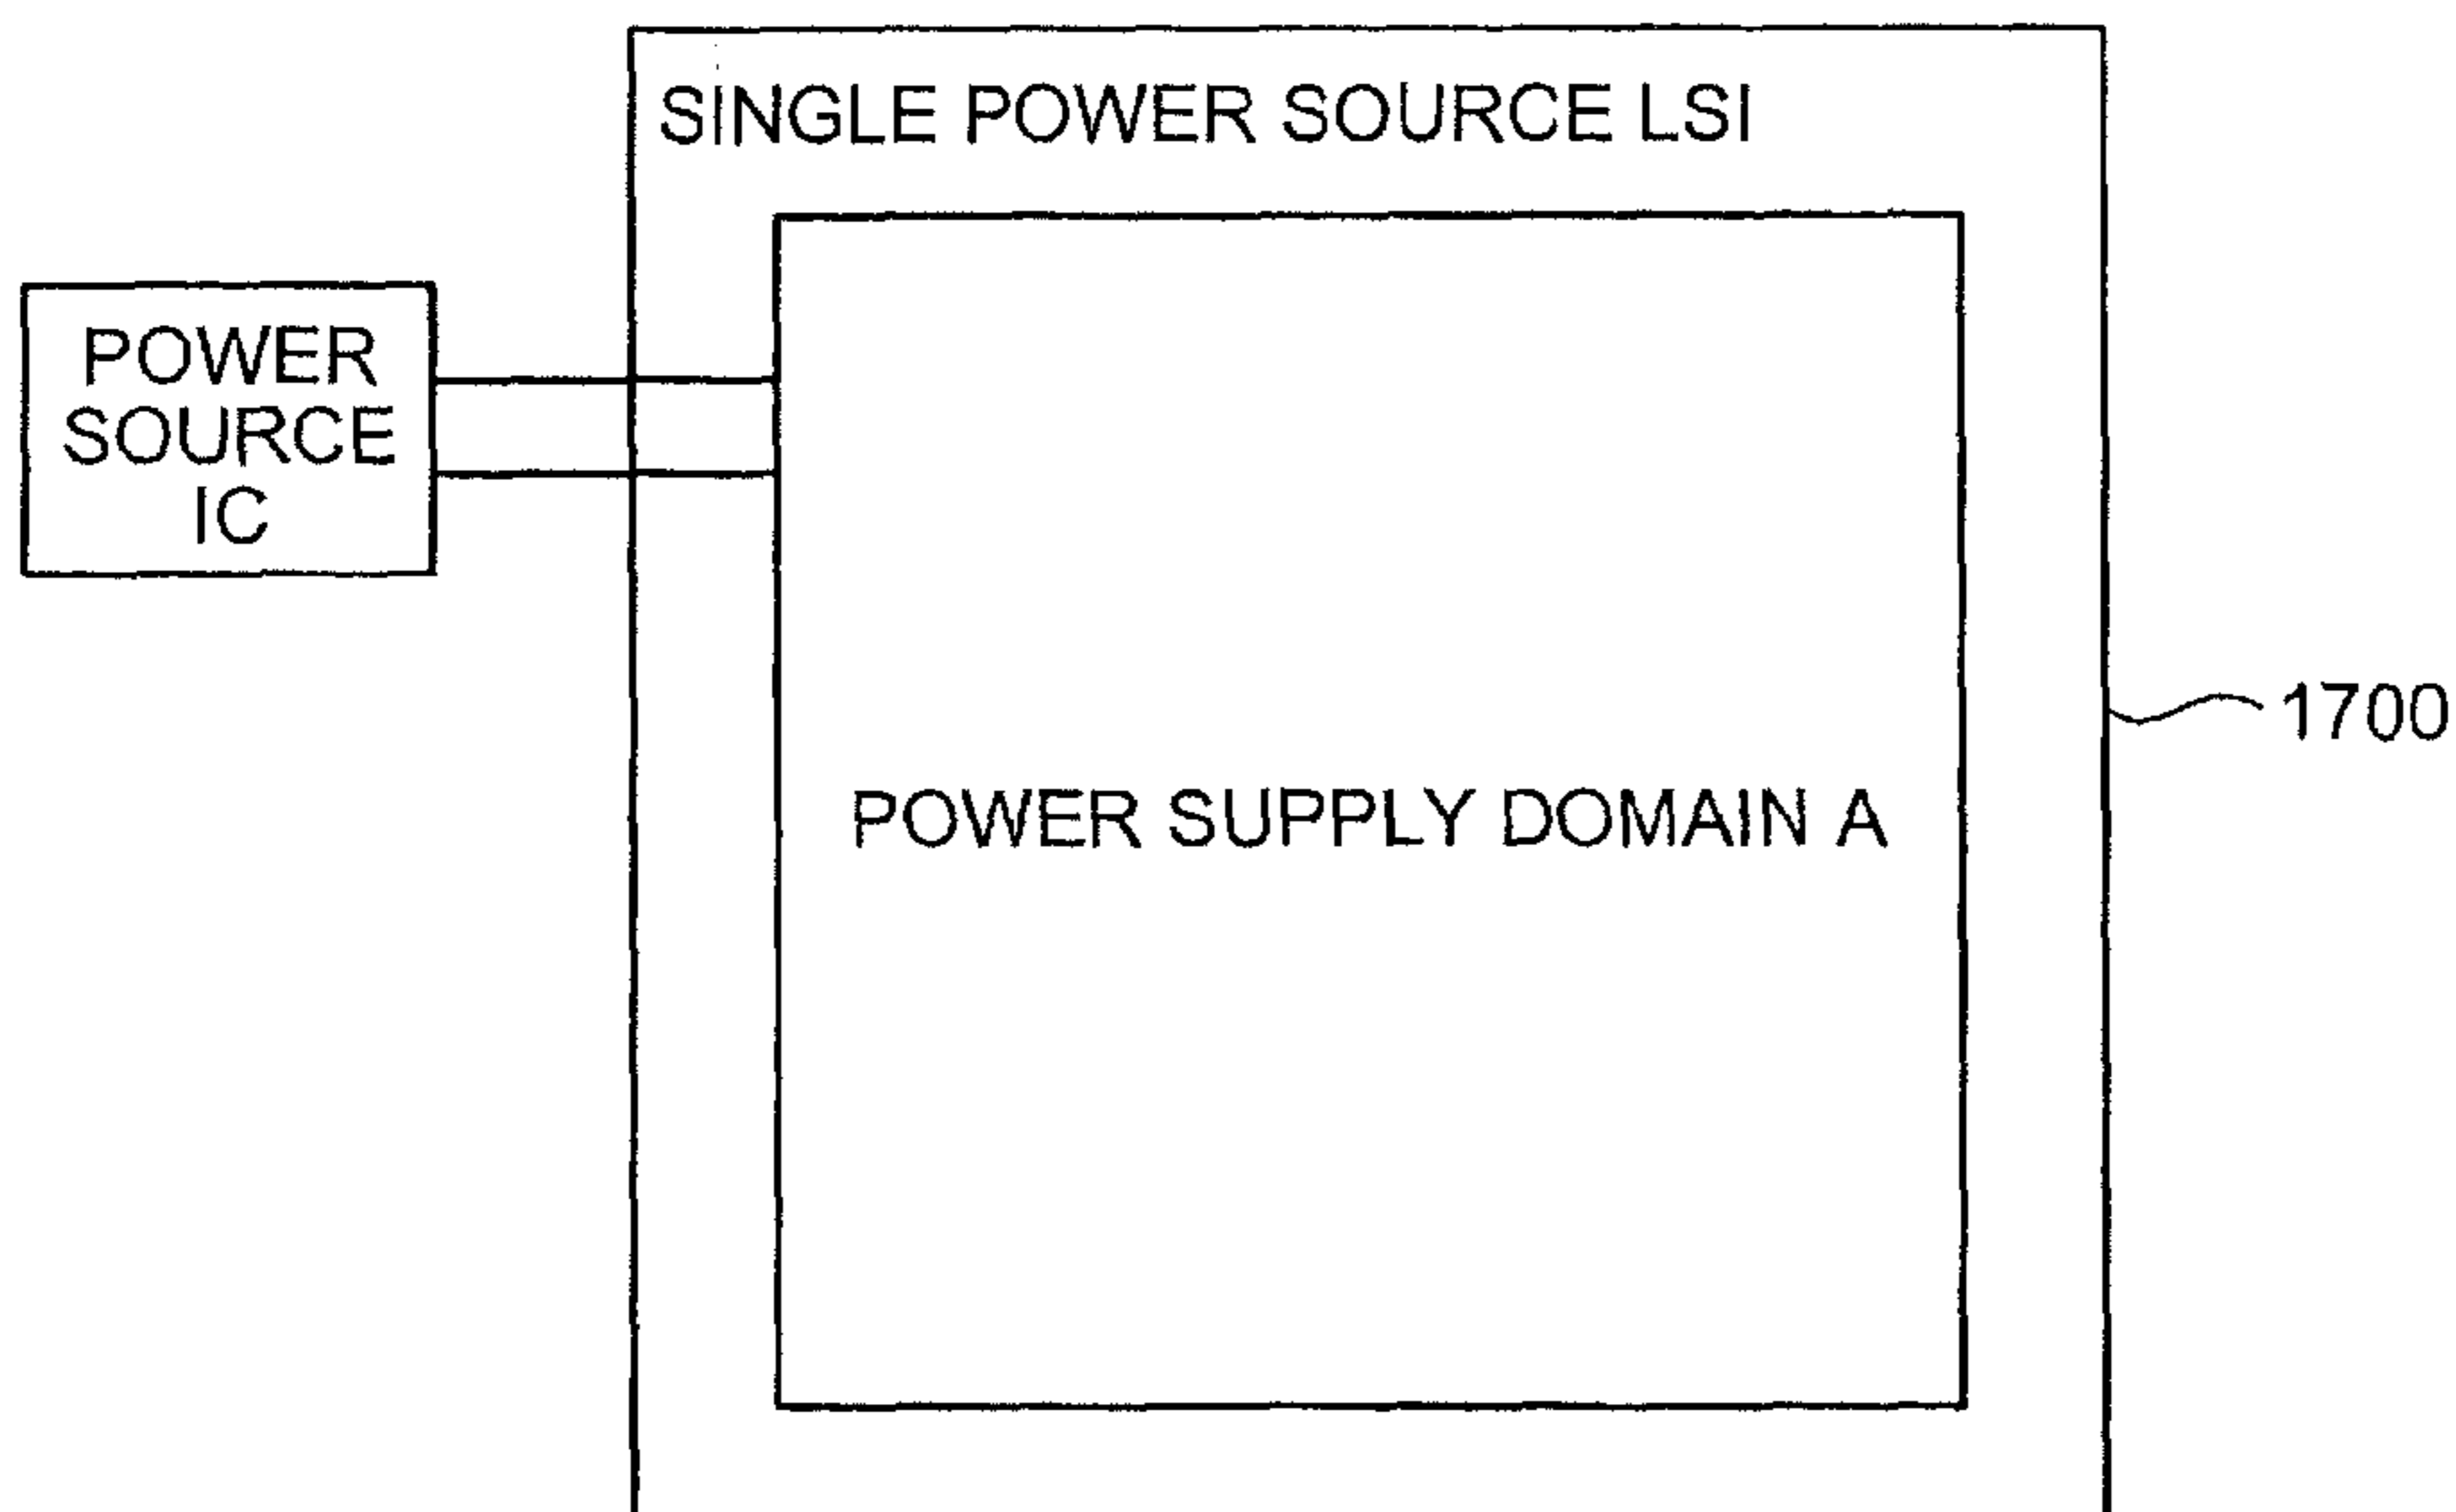 SINGLE POWER SOURCE LSI
POWER
SOURCE
IC
1700
POWER SUPPLY DOMAIN A